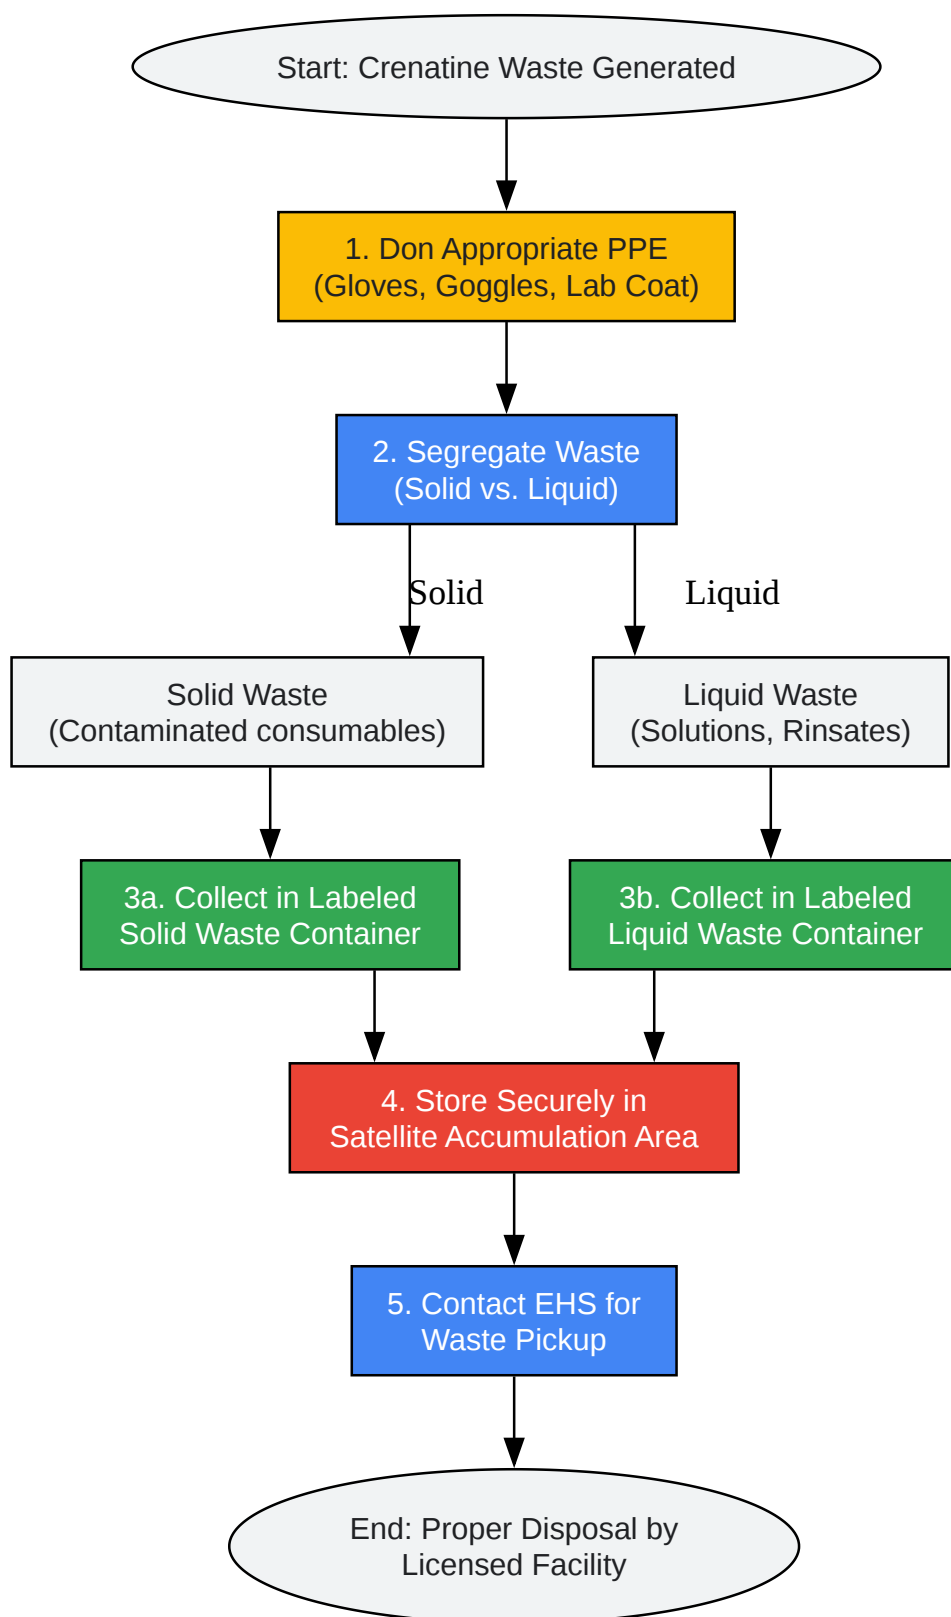 Start: Crenatine Waste Generated
1. Don Appropriate PPE
(Gloves, Goggles, Lab Coat)
2. Segregate Waste
(Solid vs. Liquid)
Solid
Liquid
Solid Waste
(Contaminated consumables)
Liquid Waste
(Solutions, Rinsates)
3a. Collect in Labeled
Solid Waste Container
3b. Collect in Labeled
Liquid Waste Container
4. Store Securely in
Satellite Accumulation Area
5. Contact EHS for
Waste Pickup
End: Proper Disposal by
Licensed Facility